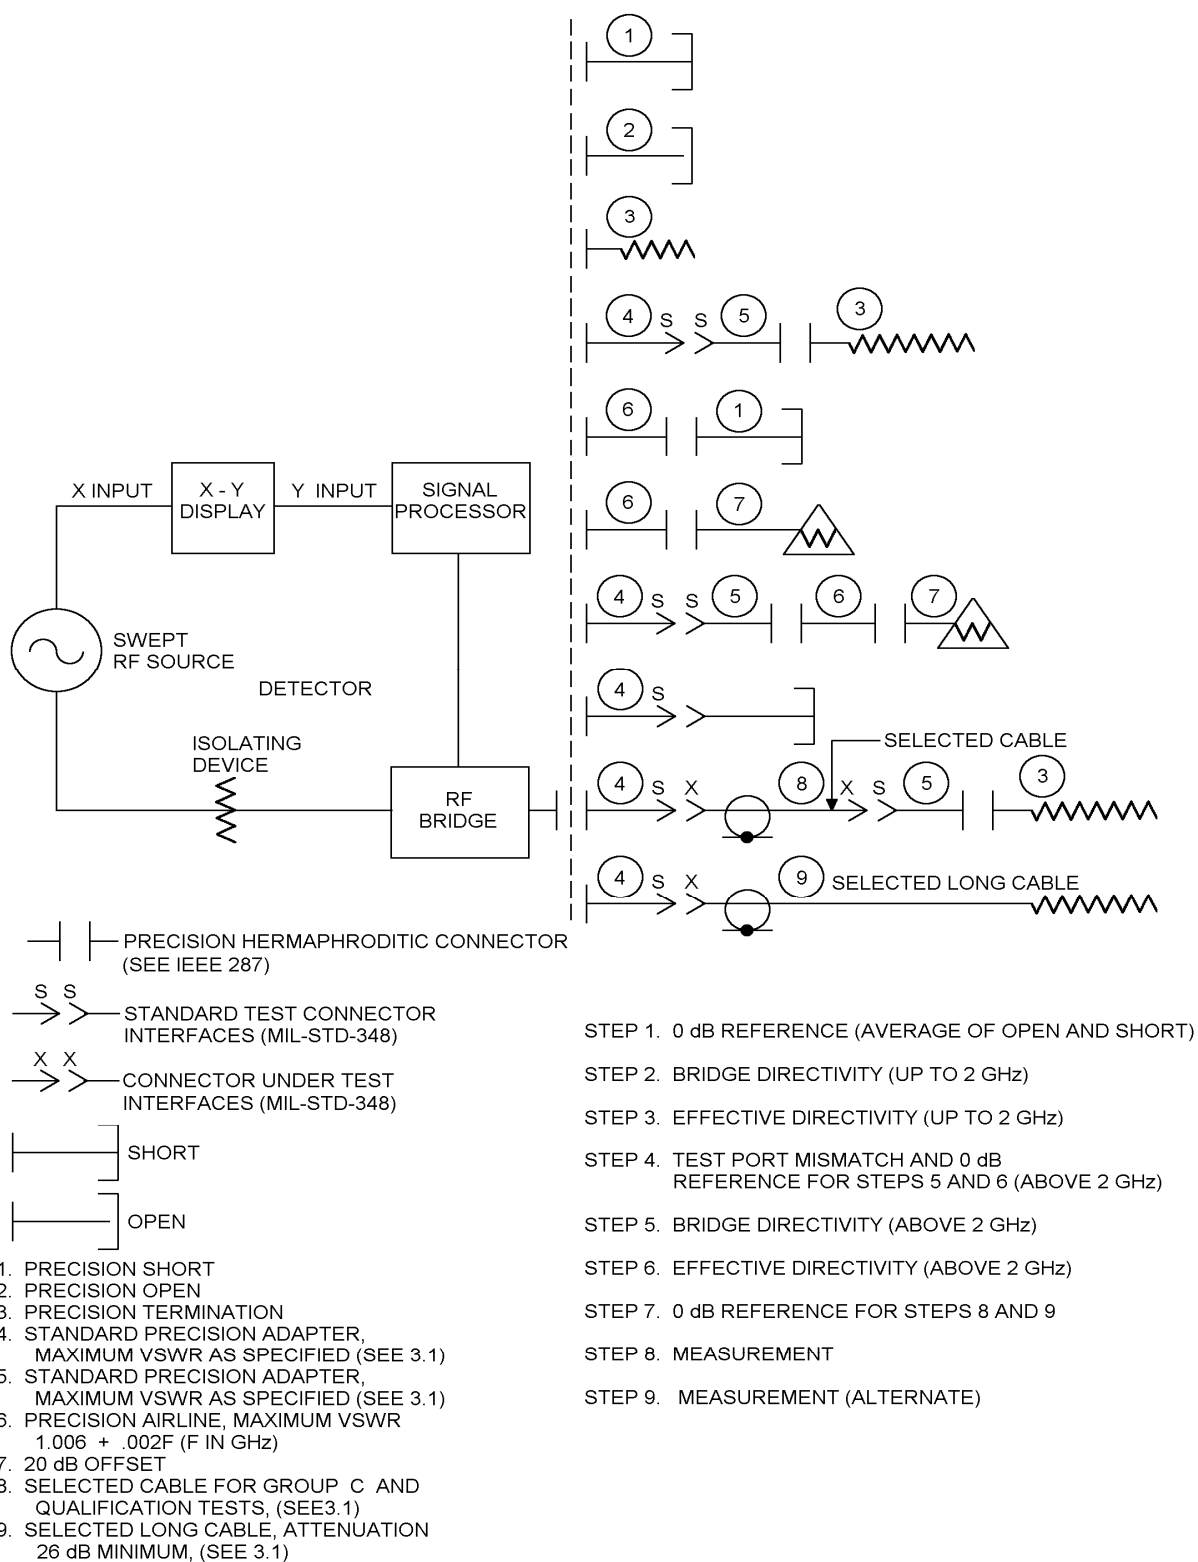 1
2
3
4 S S 5 3
6 1
6 7
X INPUT
X - Y
DISPLAY
Y INPUT
SIGNAL
PROCESSOR
4 S S 5 6 7
SWEPT
RF SOURCE
DETECTOR
4 S
ISOLATING
DEVICE
SELECTED CABLE
RF
BRIDGE
4 S X 8 X S 5 3
4 S X 9 SELECTED LONG CABLE
PRECISION HERMAPHRODITIC CONNECTOR
(SEE IEEE 287)
S S
STANDARD TEST CONNECTOR
INTERFACES (MIL-STD-348)
X X
CONNECTOR UNDER TEST
INTERFACES (MIL-STD-348)
SHORT
OPEN
1. PRECISION SHORT
2. PRECISION OPEN
3. PRECISION TERMINATION
4. STANDARD PRECISION ADAPTER,
MAXIMUM VSWR AS SPECIFIED (SEE 3.1)
5. STANDARD PRECISION ADAPTER,
MAXIMUM VSWR AS SPECIFIED (SEE 3.1)
6. PRECISION AIRLINE, MAXIMUM VSWR
1.006 + .002F (F IN GHz)
7. 20 dB OFFSET
8. SELECTED CABLE FOR GROUP C AND
QUALIFICATION TESTS, (SEE3.1)
9. SELECTED LONG CABLE, ATTENUATION
26 dB MINIMUM, (SEE 3.1)
STEP 1. 0 dB REFERENCE (AVERAGE OF OPEN AND SHORT)
STEP 2. BRIDGE DIRECTIVITY (UP TO 2 GHz)
STEP 3. EFFECTIVE DIRECTIVITY (UP TO 2 GHz)
STEP 4. TEST PORT MISMATCH AND 0 dB
REFERENCE FOR STEPS 5 AND 6 (ABOVE 2 GHz)
STEP 5. BRIDGE DIRECTIVITY (ABOVE 2 GHz)
STEP 6. EFFECTIVE DIRECTIVITY (ABOVE 2 GHz)
STEP 7. 0 dB REFERENCE FOR STEPS 8 AND 9
STEP 8. MEASUREMENT
STEP 9. MEASUREMENT (ALTERNATE)